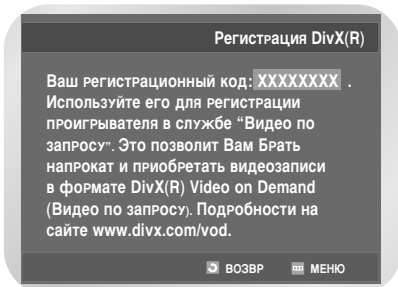 Регистрация DivX(R)
Ваш регистрационный код: XXXXXXXX .
Используйте его для регистрации
проигрывателя в службе “Видео по
запросу”. Это позволит Вам Брать
напрокат и приобретать видеозаписи
в формате DivX(R) Video on Demand
(Видео по запросу). Подробности на
сайте www.divx.com/vod.
ВОЗВР МЕНЮ